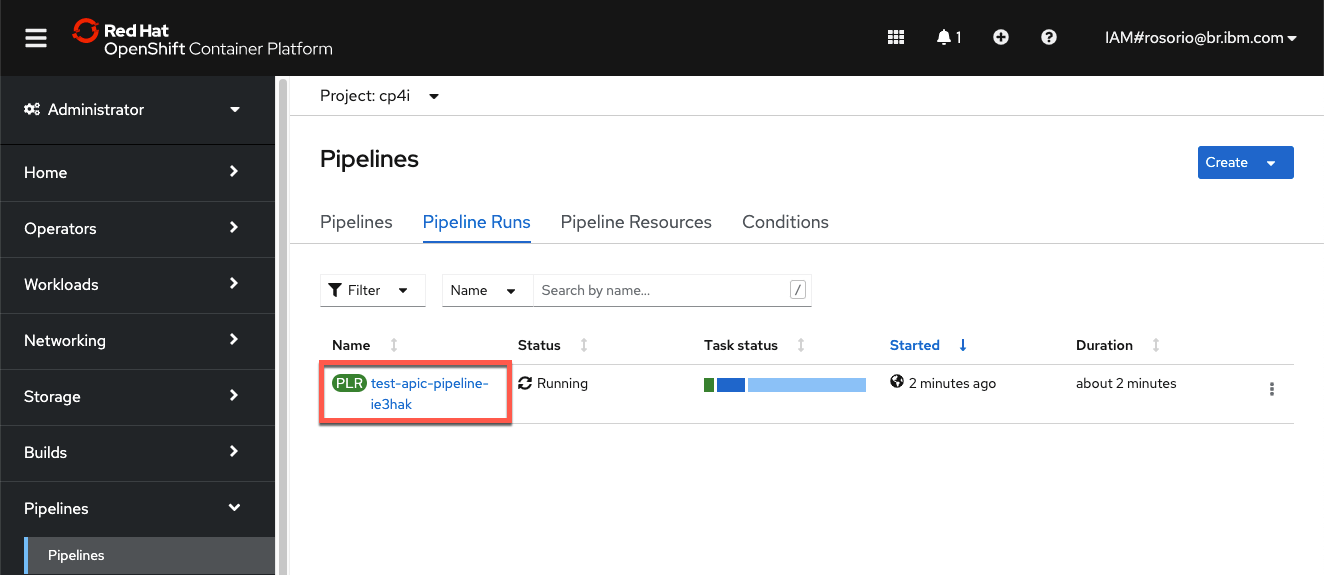 Red Hat
OpenShift Container Platform
1
IAM#rosorio@br.ibm.com
Administrator
Home
Operators
Workloads
Networking
Storage
Builds
Pipelines
Pipelines
Project: cp4i
Pipelines
Create
Pipelines Pipeline Runs Pipeline Resources Conditions
Filter Name Search by name... /
Name Status Task status Started Duration
PLR test-apic-pipeline- Running 2 minutes ago about 2 minutes
ie3hak